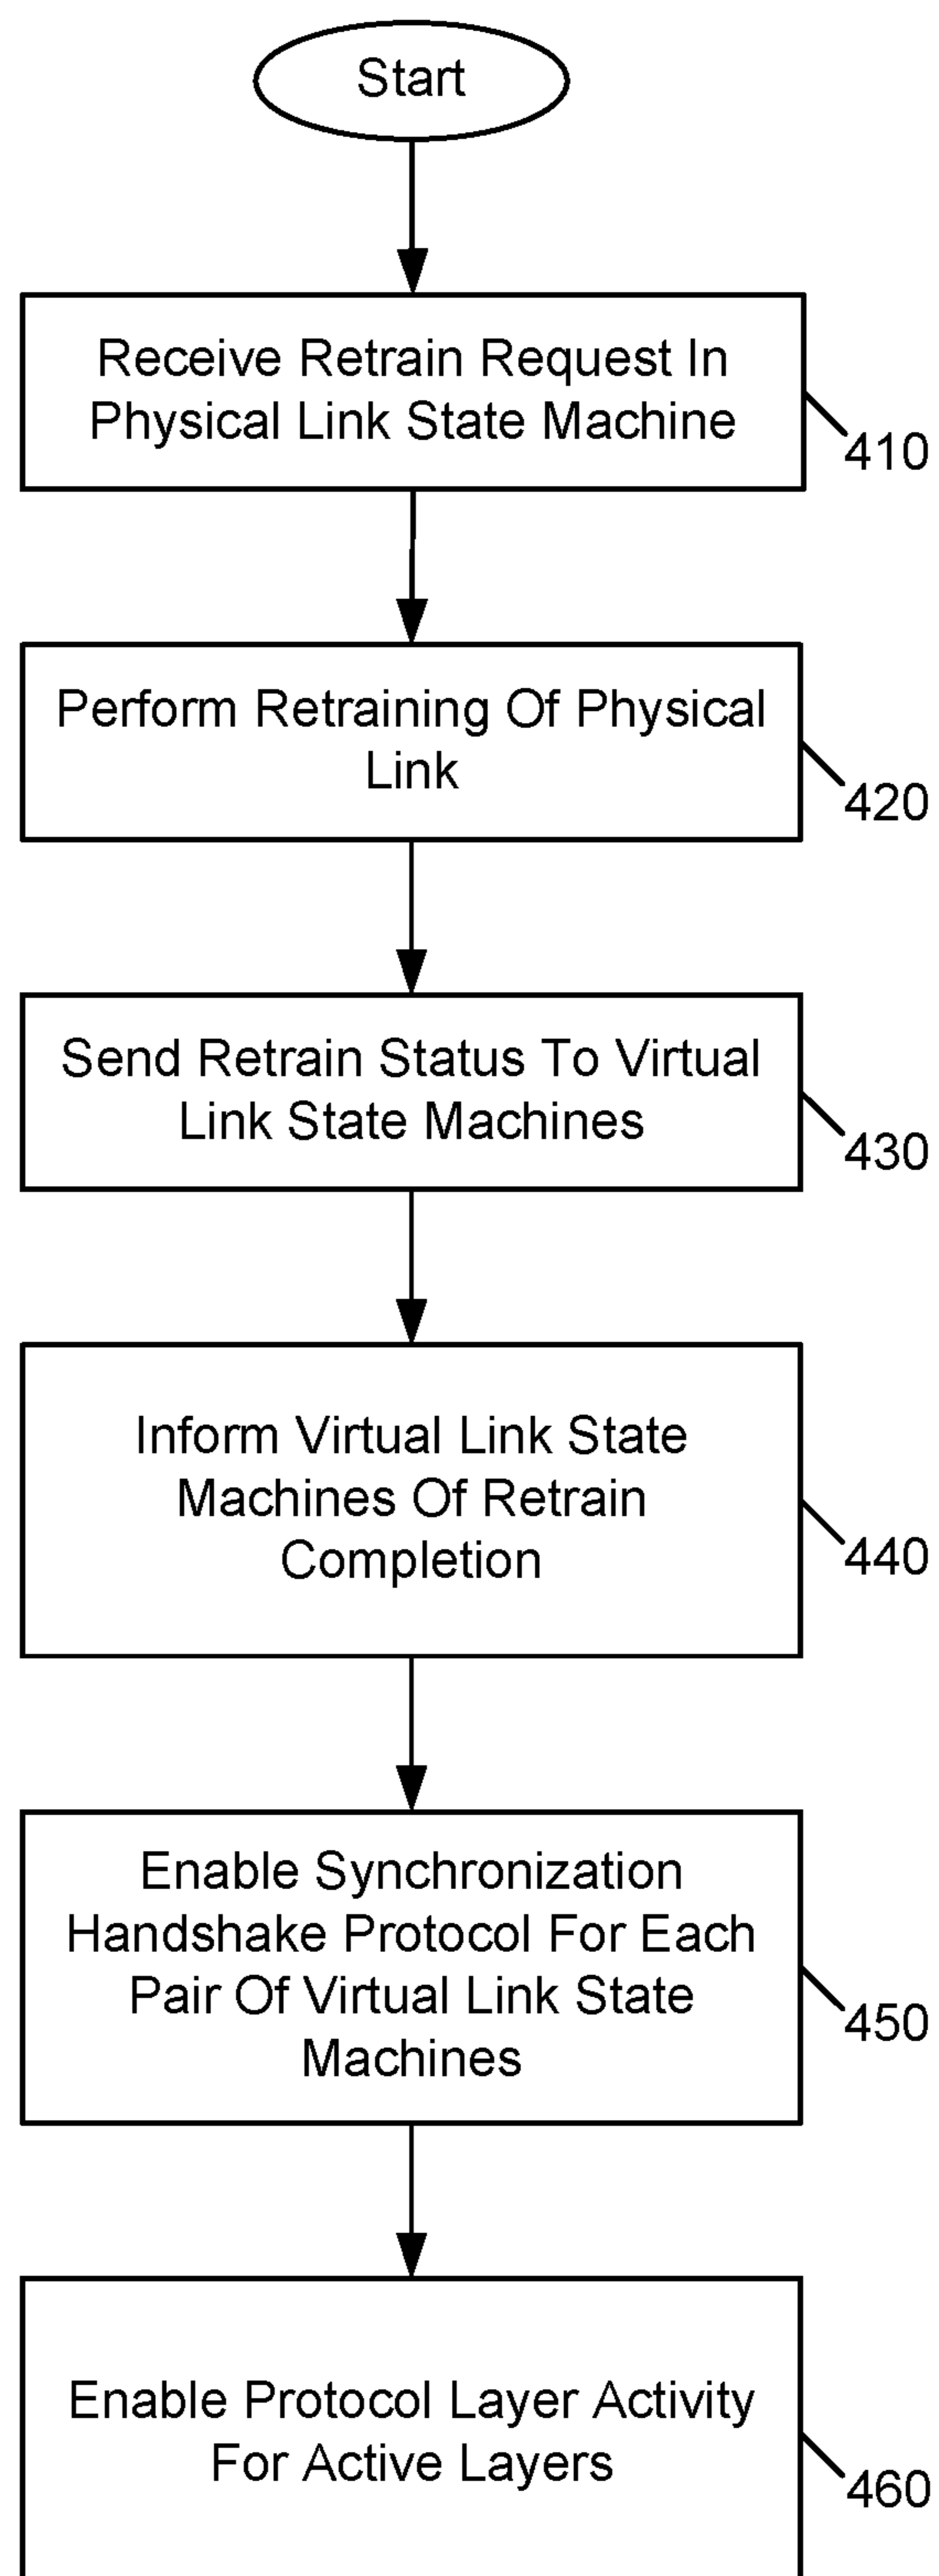 Start
Receive Retrain Request In
Physical Link State Machine
410
Perform Retraining Of Physical
Link
420
Send Retrain Status To Virtual
Link State Machines
430
Inform Virtual Link State
Machines Of Retrain
Completion
440
Enable Synchronization
Handshake Protocol For Each
Pair Of Virtual Link State
Machines
450
Enable Protocol Layer Activity
For Active Layers
460